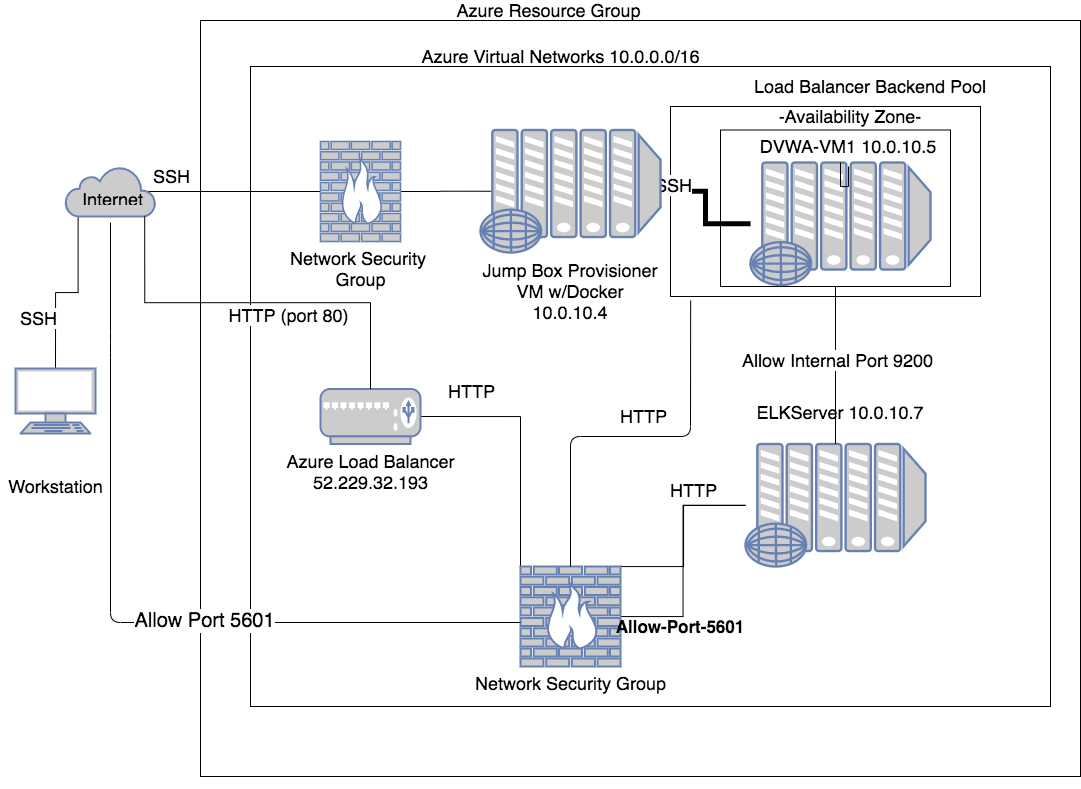 Azure Resource Group
Azure Virtual Networks 10.0.0.0/16
Load Balancer Backend Pool
-Availability Zone-
DVWA-VM1 10.0.10.5
SSH
SSH
Internet
Network Security
Group
Jump Box Provisioner
VM w/Docker
10.0.10.4
SSH
HTTP (port 80)
Allow Internal Port 9200
HTTP
HTTP
ELKServer 10.0.10.7
Azure Load Balancer
52.229.32.193
Workstation
HTTP
Allow Port 5601
Allow-Port-5601
Network Security Group